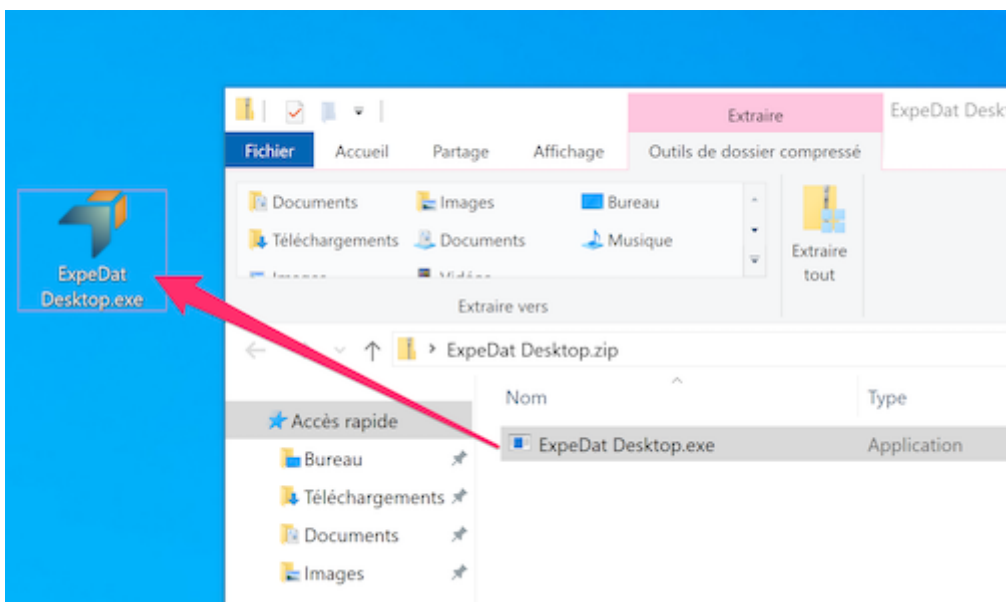 Extraire
ExpeDat Desk
Fichier
Accueil
Partage
Affichage
Outils de dossier compressé
Documents
Images
Bureau
Téléchargements
Documents
Musique
Extraire
tout
Extraire vers
ExpeDat
Desktop.exe
ExpeDat Desktop.zip
Nom
Type
Accès rapide
ExpeDat Desktop.exe
Application
Bureau
Téléchargements
Documents
Images